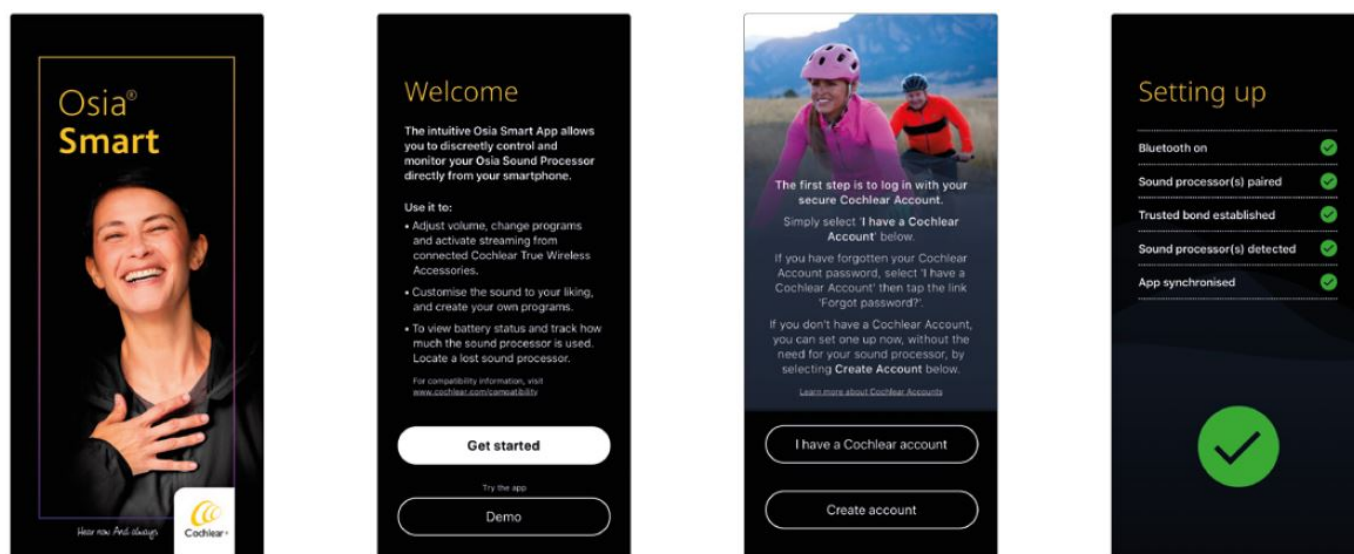 Osia®
Smart
Hear now. And always
Cochlear®
Welcome
The intuitive Osia Smart App allows
you to discreetly control and
monitor your Osia Sound Processor
directly from your smartphone.
Use it to:
• Adjust volume, change programs
and activate streaming from
connected Cochlear True Wireless
Accessories.
• Customise the sound to your liking,
and create your own programs.
• To view battery status and track how
much the sound processor is used.
Locate a lost sound processor.
For compatibility information, visit
www.cochlear.com/compatibility
Get started
Try the app
Demo
The first step is to log in with your
secure Cochlear Account.
Simply select 'I have a Cochlear
Account' below.
If you have forgotten your Cochlear
Account password, select 'I have a
Cochlear Account' then tap the link
'Forgot password?'.
If you don't have a Cochlear Account,
you can set one up now, without the
need for your sound processor, by
selecting Create Account below.
Learn more about Cochlear Accounts
I have a Cochlear account
Create account
Setting up
Bluetooth on
Sound processor(s) paired
Trusted bond established
Sound processor(s) detected
App synchronised